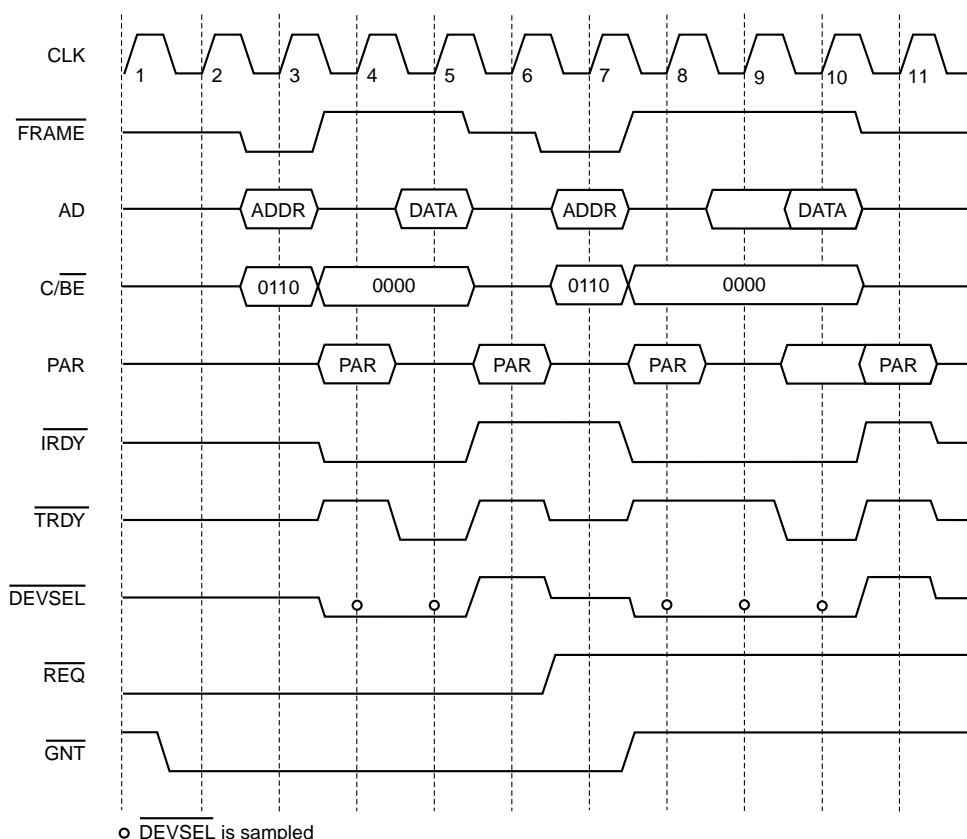 CLK
1 2 3 4 5 6 7 8 9 10 11
FRAME
AD ADDR DATA ADDR DATA
C/BE 0110 0000 0110 0000
PAR PAR PAR PAR PAR
IRDY
TRDY
DEVSEL
REQ
GNT
DEVSEL is sampled